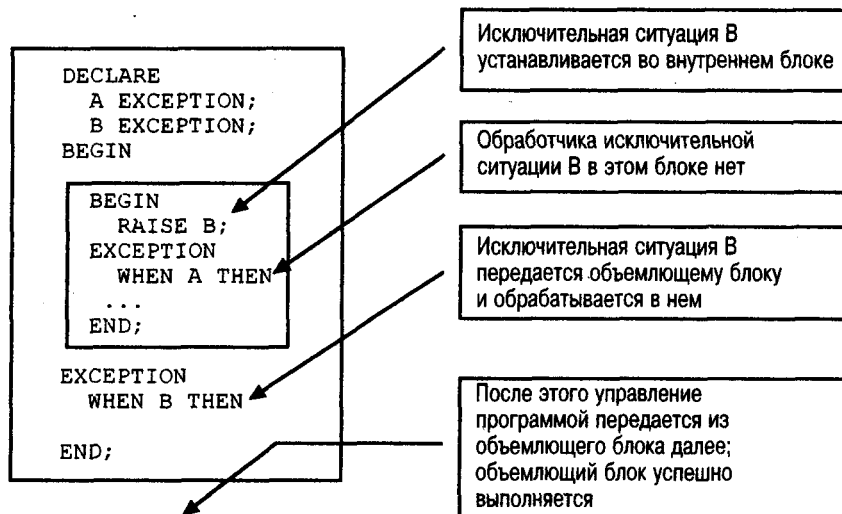 DECLARE
A EXCEPTION;
B EXCEPTION;
BEGIN
BEGIN
RAISE B;
EXCEPTION
WHEN A THEN
...
END;
EXCEPTION
WHEN B THEN
END;
Исключительная ситуация В
устанавливается во внутреннем блоке
Обработчика исключительной
ситуации В в этом блоке нет
Исключительная ситуация В
передается объемлющему блоку
и обрабатывается в нем
После этого управление
программой передается из
объемлющего блока далее;
объемлющий блок успешно
выполняется